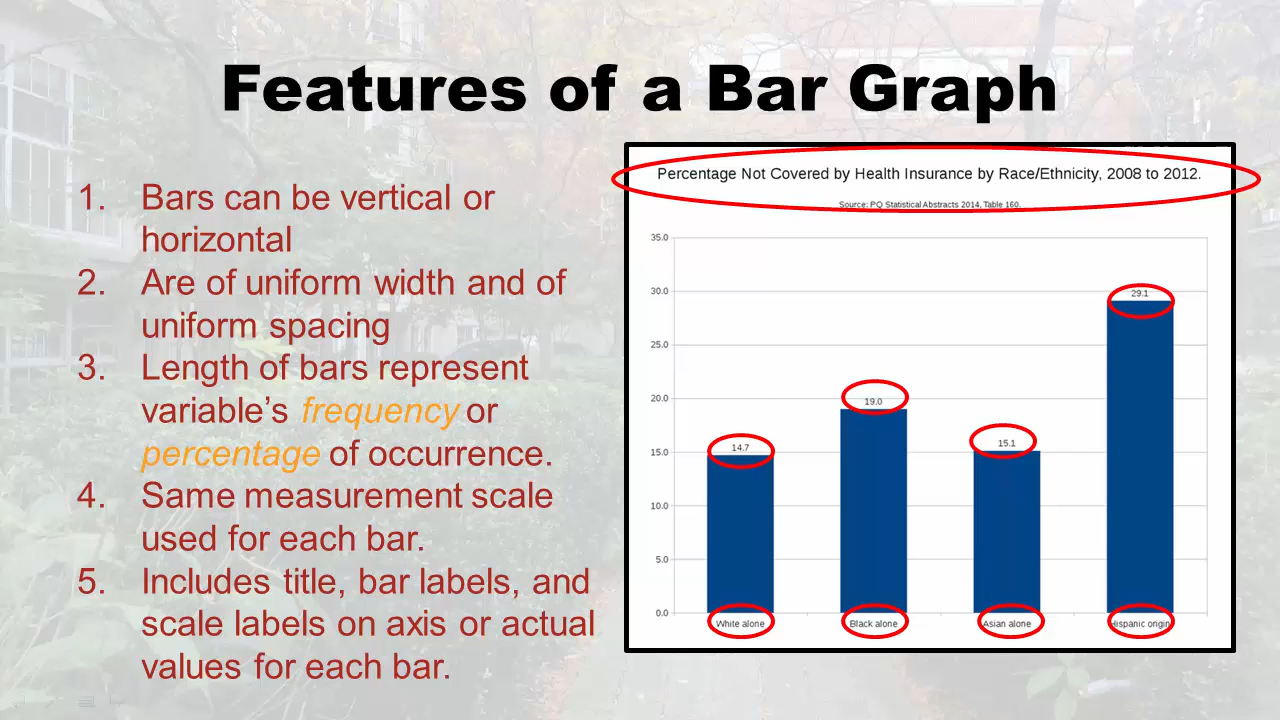 Features of a Bar Graph
1. Bars can be vertical or
horizontal
2. Are of uniform width and of
uniform spacing
3. Length of bars represent
variable’s frequency or
percentage of occurrence.
4. Same measurement scale
used for each bar.
5. Includes title, bar labels, and
scale labels on axis or actual
values for each bar.
Percentage Not Covered by Health Insurance by Race/Ethnicity, 2008 to 2012.
Source: PQ Statistical Abstracts 2014, Table 160.
35.0
30.0
25.0
20.0
15.0
10.0
5.0
0.0
14.7
19.0
15.1
29.1
White alone
Black alone
Asian alone
Hispanic origin